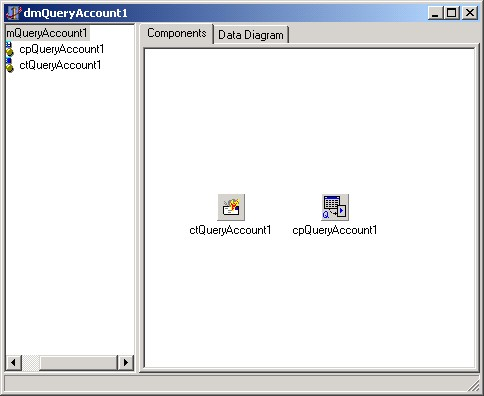 dmQueryAccount1
mQueryAccount1
cpQueryAccount1
ctQueryAccount1
Components
Data Diagram
ctQueryAccount1
cpQueryAccount1